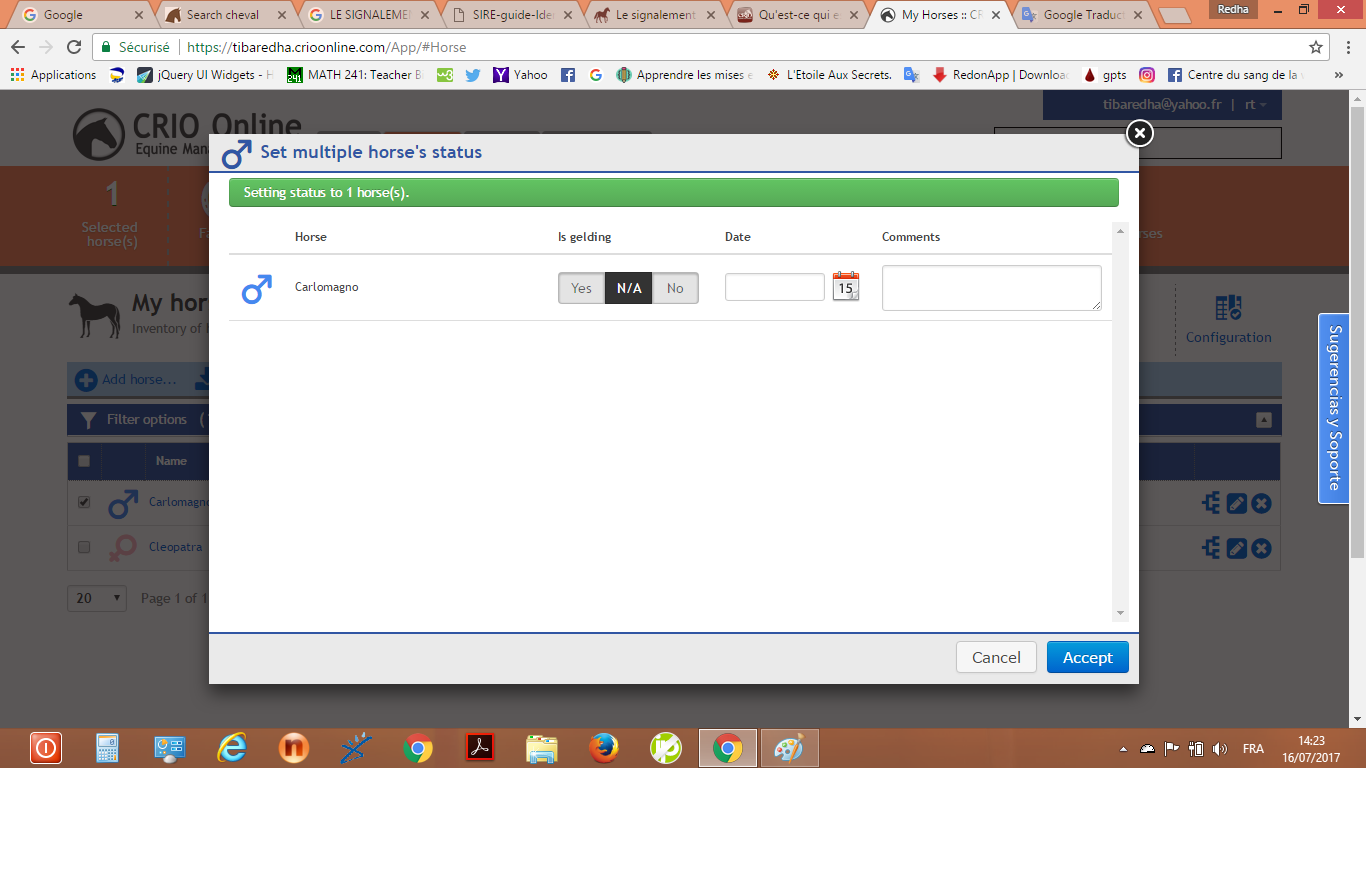 Google
Search cheval
LE SIGNALEMEN
SIRE-guide-Ide
Le signalement
Qu'est-ce qui e
My Horses :: C
Google Traduct
Redha
Sécurisé
https://tibaredha.crioonline.com/App/#Horse
Applications
jQuery UI Widgets - H
MATH 241: Teacher
Yahoo
Apprendre les mises e
L'Etoile Aux Secrets.
RedonApp | Downloa
gpts
Centre du sang de la
CRIO Online
Equine Man
tibaredha@yahoo.fr | rt
Set multiple horse's status
Setting status to 1 horse(s).
1
Selected
horse(s)
Fa
ses
Horse Is gelding Date Comments
Carlomagno Yes N/A No 15
My hor
Inventory of
Configuration
Sugerencias y Soporte
Add horse...
Filter options (
Name
Carlomagno
Cleopatra
20 Page 1 of 1
Cancel Accept
FRA
14:23
16/07/2017